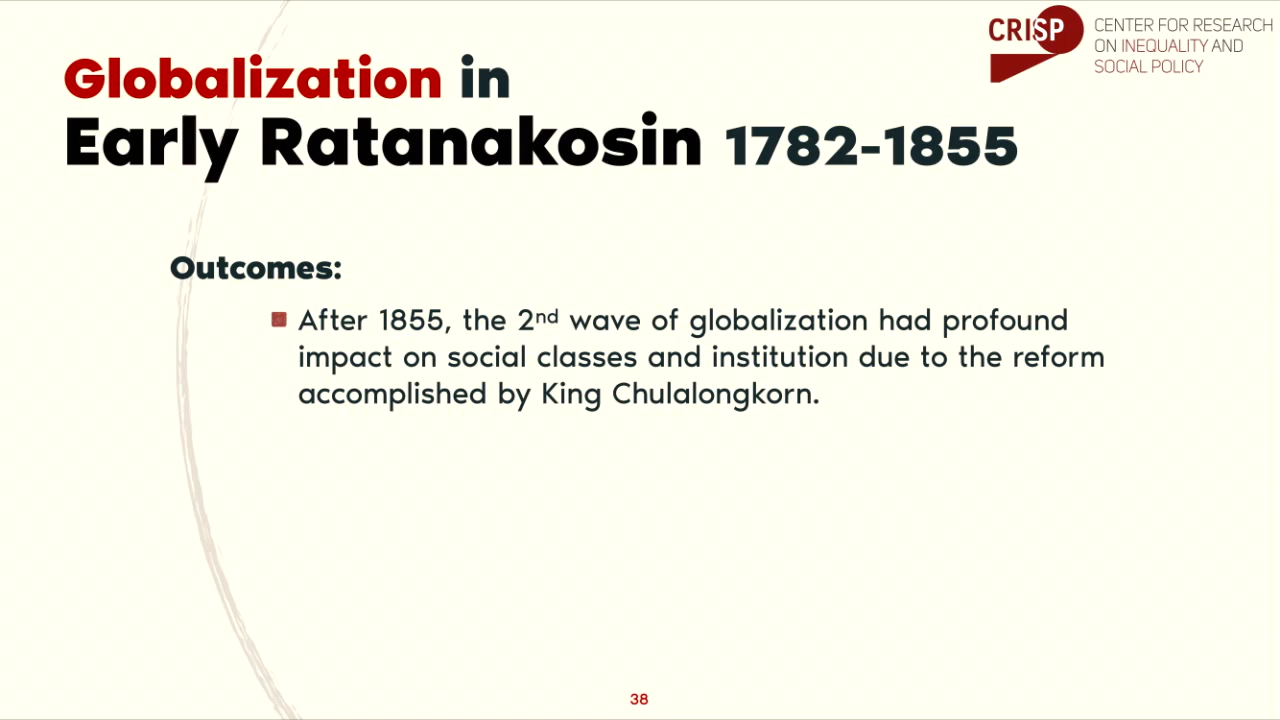 CRISP
CENTER FOR RESEARCH
ON INEQUALITY AND
SOCIAL POLICY
Globalization in
Early Ratanakosin 1782-1855
Outcomes:
After 1855, the 2nd wave of globalization had profound
impact on social classes and institution due to the reform
accomplished by King Chulalongkorn.
38